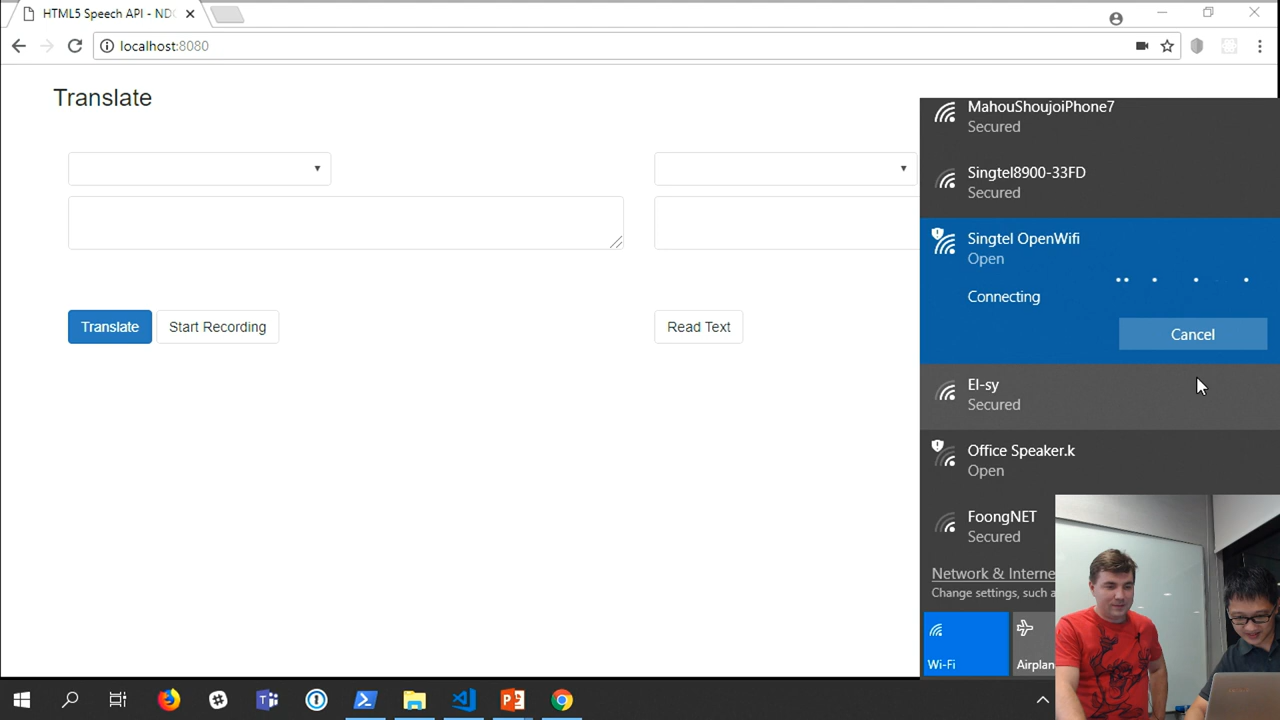 HTML5 Speech API - NDC
localhost:8080
Translate
Translate
Start Recording
Read Text
MahouShoujoiPhone7
Secured
Singtel8900-33FD
Secured
Singtel OpenWifi
Open
Connecting
Cancel
El-sy
Secured
Office Speaker.k
Open
FoongNET
Secured
Network & Interne
Change settings, such a
Wi-Fi
Airplan